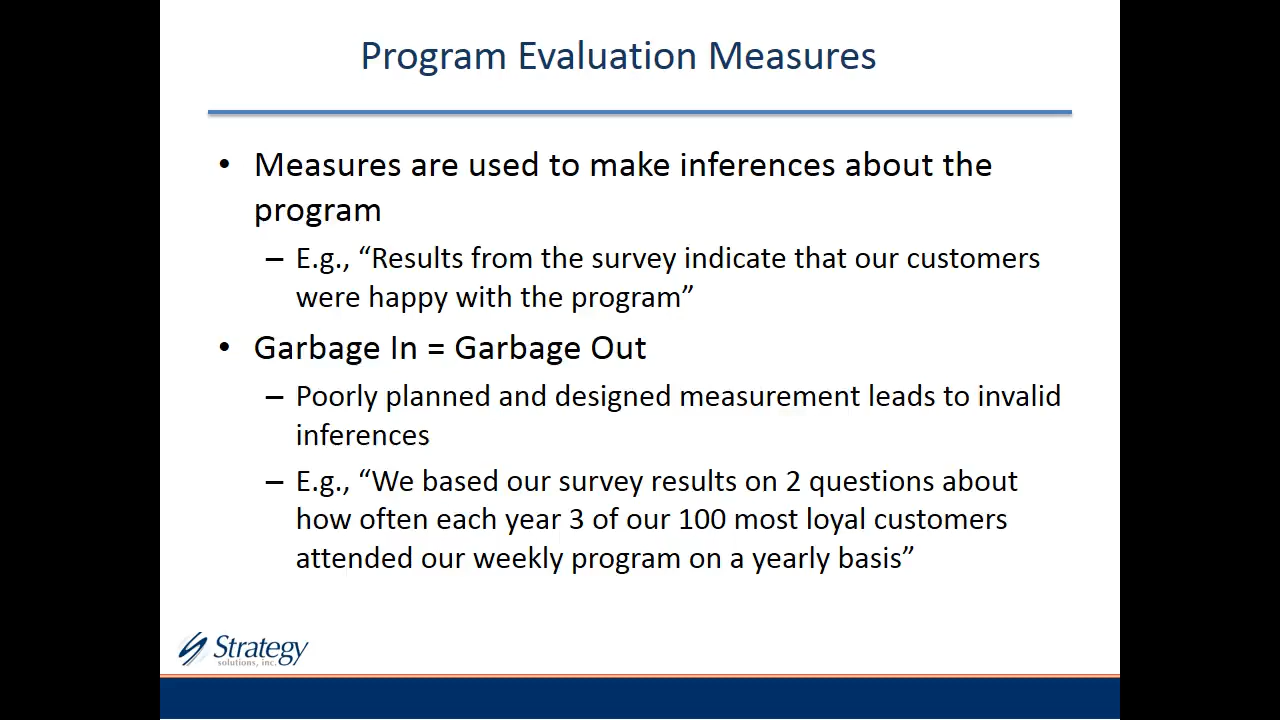 Program Evaluation Measures
• Measures are used to make inferences about the
program
– E.g., “Results from the survey indicate that our customers
were happy with the program”
• Garbage In = Garbage Out
– Poorly planned and designed measurement leads to invalid
inferences
– E.g., “We based our survey results on 2 questions about
how often each year 3 of our 100 most loyal customers
attended our weekly program on a yearly basis”
Strategy
solutions, inc.